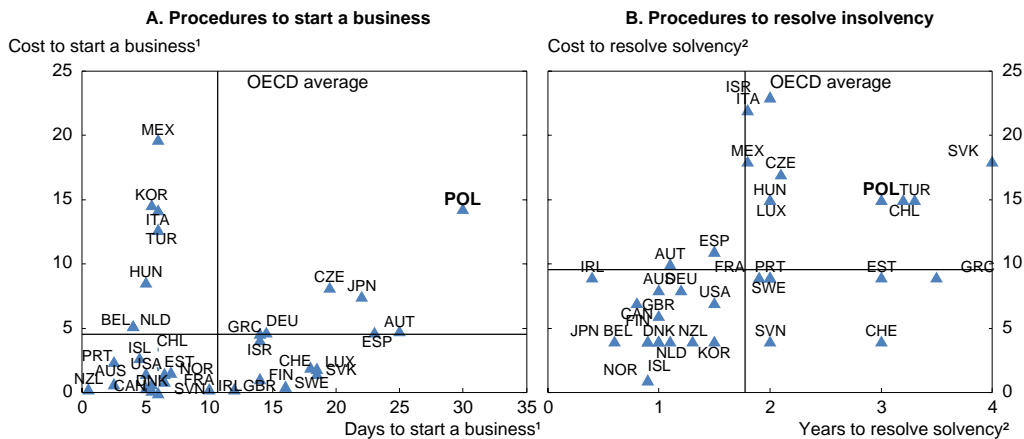 A. Procedures to start a business
Cost to start a business¹
25
20
15
10
5
0
OECD average
MEX
KOR
ITA
TUR
POL
HUN
CZE
JPN
BEL NLD
GRC DEU
AUT
ESP
ISR
ISL
CHL
PRT
USA
EST
NOR
AUS
CHE
LUX
SVK
FIN
NZL
CAN
DNK
FRA
SVN
IRL
GBR
SWE
0 5 10 15 20 25 30 35
Days to start a business¹
B. Procedures to resolve insolvency
Cost to resolve solvency²
OECD average
25
20
15
10
5
0
ISR
ITA
MEX
CZE
SVK
HUN
LUX
POL
TUR
CHL
ESP
AUT
IRL
FRA
PRT
EST
GRC
AUS
DEU
SWE
USA
GBR
CAN
FIN
JPN BEL DNK NZL
SVN
CHE
NLD
KOR
ISL
NOR
0 1 2 3 4
Years to resolve solvency²